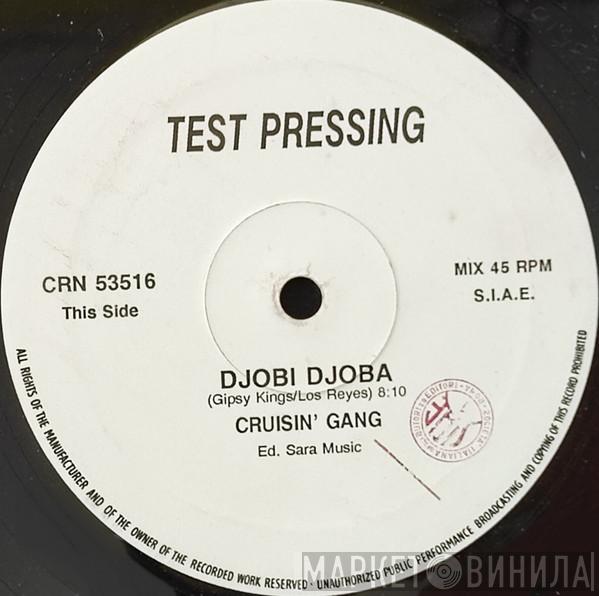 TEST PRESSING
CRN 53516
This Side
MIX 45 RPM
S.I.A.E.
DJOBI DJOBA
(Gipsy Kings/Los Reyes) 8:10
CRUISIN' GANG
Ed. Sara Music
ALL RIGHTS OF THE MANUFACTURER AND OF THE OWNER OF THE RECORDED WORK RESERVED - UNAUTHORIZED PUBLIC PERFORMANCE BROADCASTING AND COPYING OF THIS RECORD PROHIBITED
МАРКЕТ ВИНИЛА